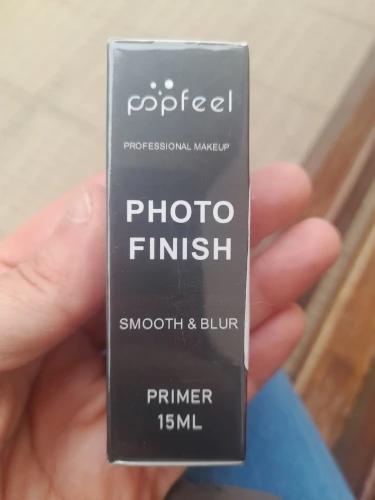 popfeel
PROFESSIONAL MAKEUP
PHOTO
FINISH
SMOOTH & BLUR
PRIMER
15ML